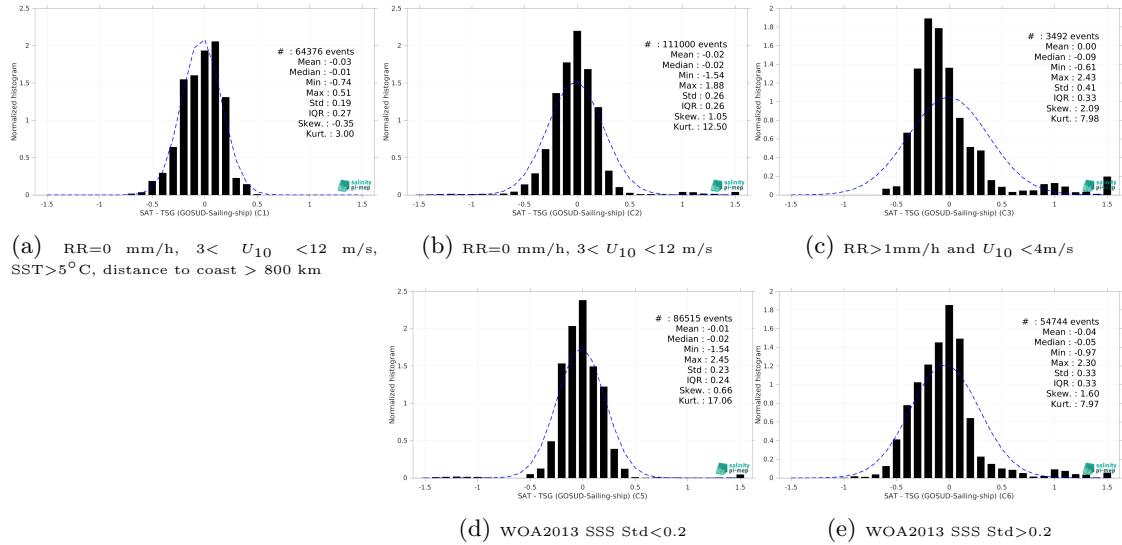 2.5
2
1.5
1
0.5
0
Normalized histogram
# : 64376 events
Mean : -0.03
Median : -0.01
Min : -0.74
Max : 0.51
Std : 0.19
IQR : 0.27
Skew. : -0.35
Kurt. : 3.00
salinity
pi-mep
-1.5 -1 -0.5 0 0.5 1 1.5
SAT - TSG (GOSUD-Sailing-ship) (C1)
(a) RR=0 mm/h, 3< U10 <12 m/s,
SST>5°C, distance to coast > 800 km
2.5
2
1.5
1
0.5
0
Normalized histogram
# : 111000 events
Mean : -0.02
Median : -0.02
Min : -1.54
Max : 1.88
Std : 0.26
IQR : 0.26
Skew. : 1.05
Kurt. : 12.50
salinity
pi-mep
-1.5 -1 -0.5 0 0.5 1 1.5
SAT - TSG (GOSUD-Sailing-ship) (C2)
(b) RR=0 mm/h, 3< U10 <12 m/s
2
1.8
1.6
1.4
1.2
1
0.8
0.6
0.4
0.2
0
Normalized histogram
# : 3492 events
Mean : 0.00
Median : -0.09
Min : -0.61
Max : 2.43
Std : 0.41
IQR : 0.33
Skew. : 2.09
Kurt. : 7.98
salinity
pi-mep
-1.5 -1 -0.5 0 0.5 1 1.5
SAT - TSG (GOSUD-Sailing-ship) (C3)
(c) RR>1mm/h and U10 <4m/s
2.5
2
1.5
1
0.5
0
Normalized histogram
# : 86515 events
Mean : -0.01
Median : -0.02
Min : -1.54
Max : 2.45
Std : 0.23
IQR : 0.24
Skew. : 0.66
Kurt. : 17.06
salinity
pi-mep
-1.5 -1 -0.5 0 0.5 1 1.5
SAT - TSG (GOSUD-Sailing-ship) (C5)
(d) WOA2013 SSS Std<0.2
2
1.8
1.6
1.4
1.2
1
0.8
0.6
0.4
0.2
0
Normalized histogram
# : 54744 events
Mean : -0.04
Median : -0.05
Min : -0.97
Max : 2.30
Std : 0.33
IQR : 0.33
Skew. : 1.60
Kurt. : 7.97
salinity
pi-mep
-1.5 -1 -0.5 0 0.5 1 1.5
SAT - TSG (GOSUD-Sailing-ship) (C6)
(e) WOA2013 SSS Std>0.2